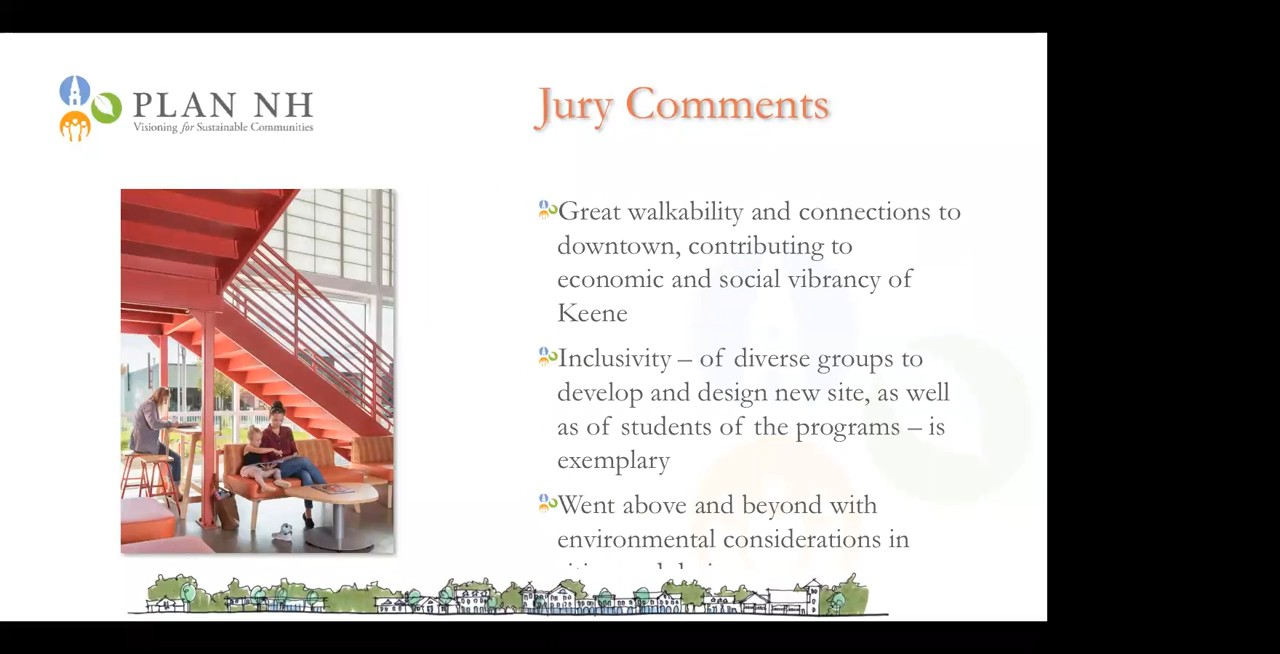 PLAN NH
Visioning for Sustainable Communities
Jury Comments
Great walkability and connections to
downtown, contributing to
economic and social vibrancy of
Keene
Inclusivity – of diverse groups to
develop and design new site, as well
as of students of the programs – is
exemplary
Went above and beyond with
environmental considerations in